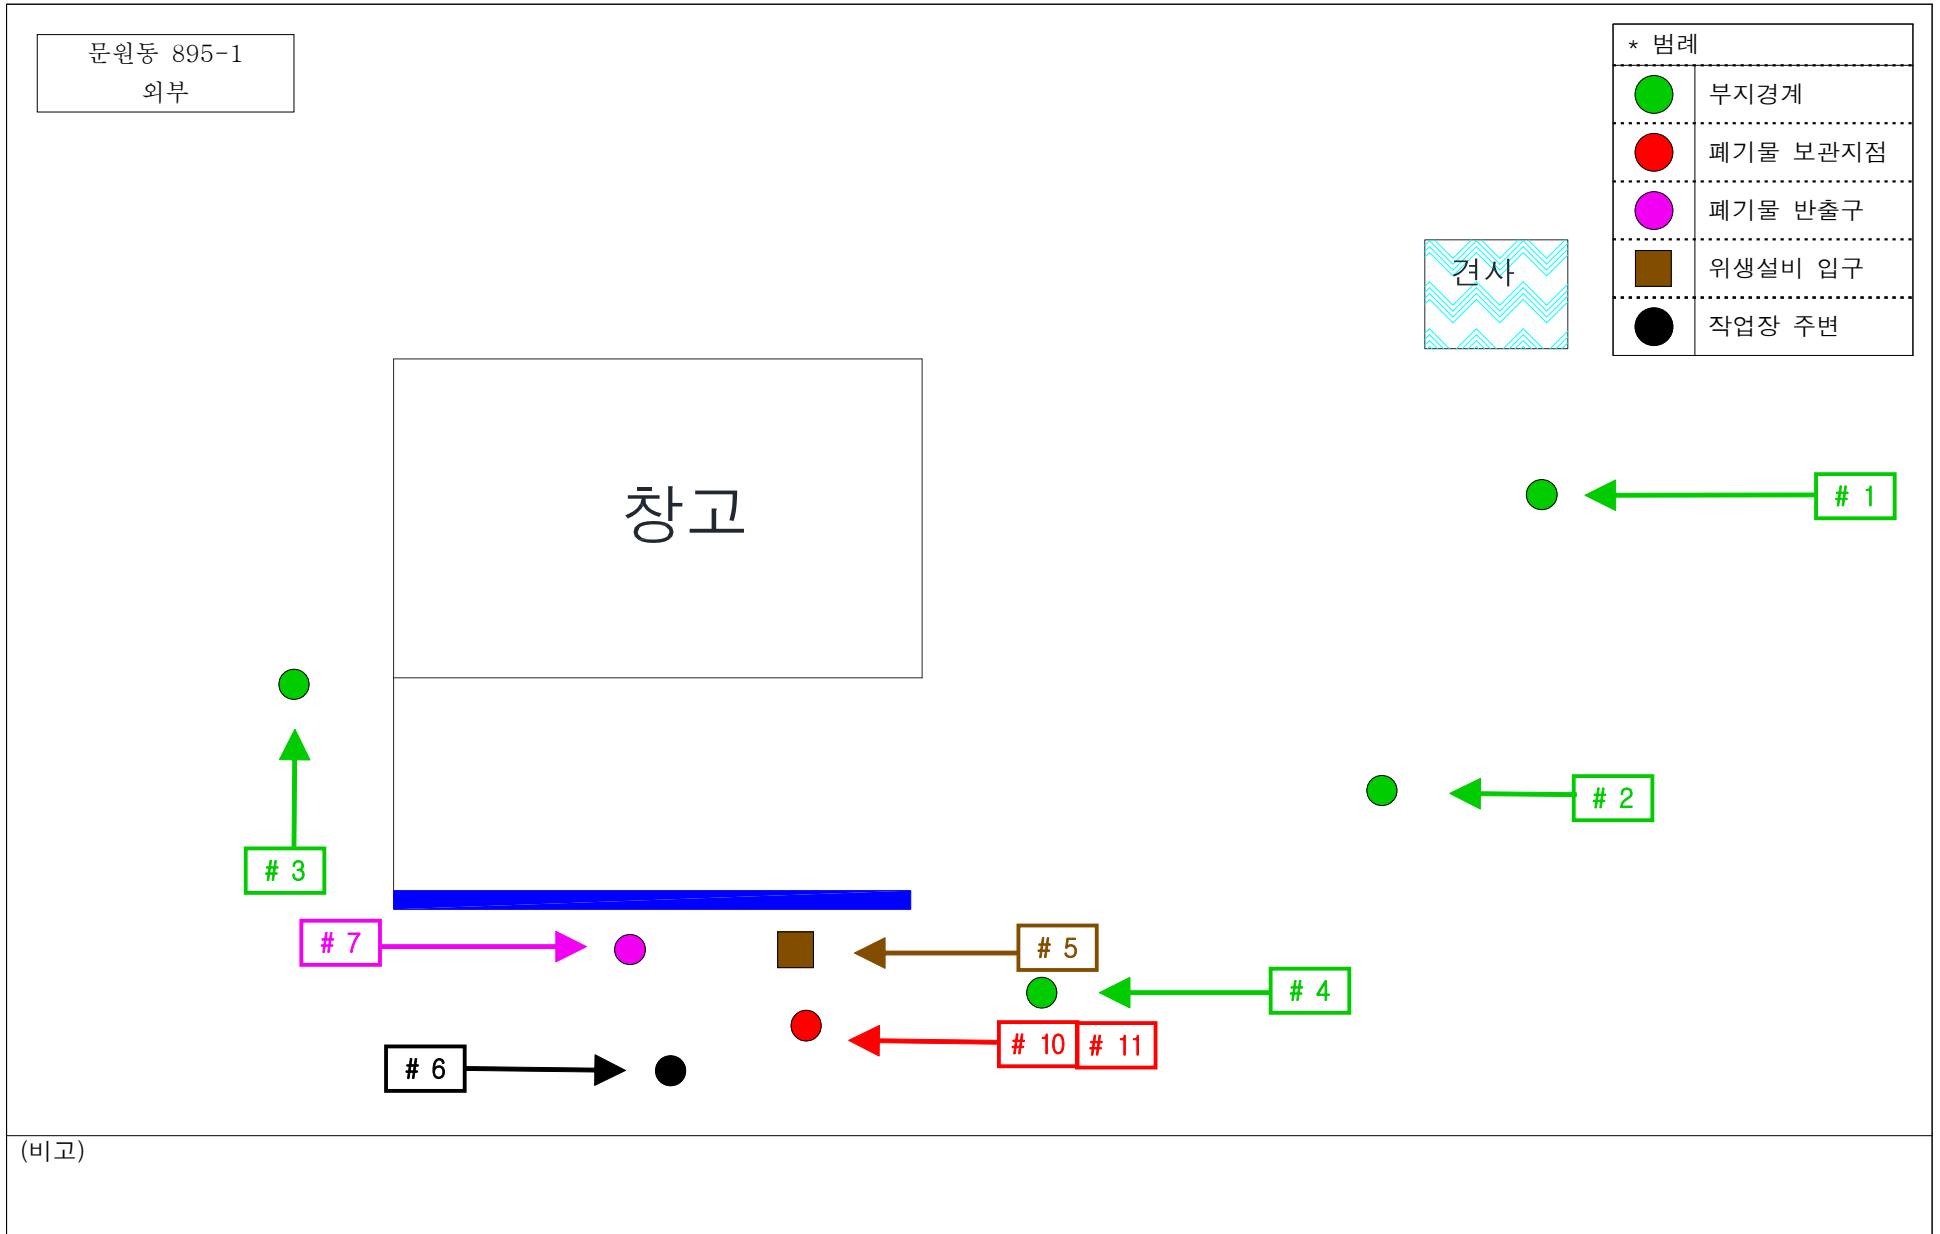 문원동 895-1
외부
* 범례
부지경계
폐기물 보관지점
폐기물 반출구
위생설비 입구
작업장 주변
견사
창고
# 1
# 2
# 3
# 7
# 5
# 4
# 10
# 11
# 6
(비고)